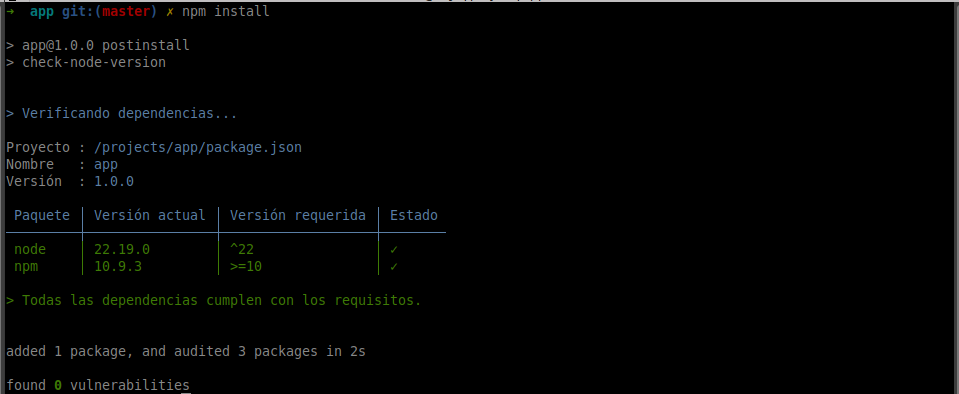 → app git:(master) ✗ npm install
> app@1.0.0 postinstall
> check-node-version
> Verificando dependencias...
Proyecto : /projects/app/package.json
Nombre : app
Versión : 1.0.0
Paquete │ Versión actual │ Versión requerida │ Estado
node │ 22.19.0 │ ^22 │ ✓
npm │ 10.9.3 │ >=10 │ ✓
> Todas las dependencias cumplen con los requisitos.
added 1 package, and audited 3 packages in 2s
found 0 vulnerabilities